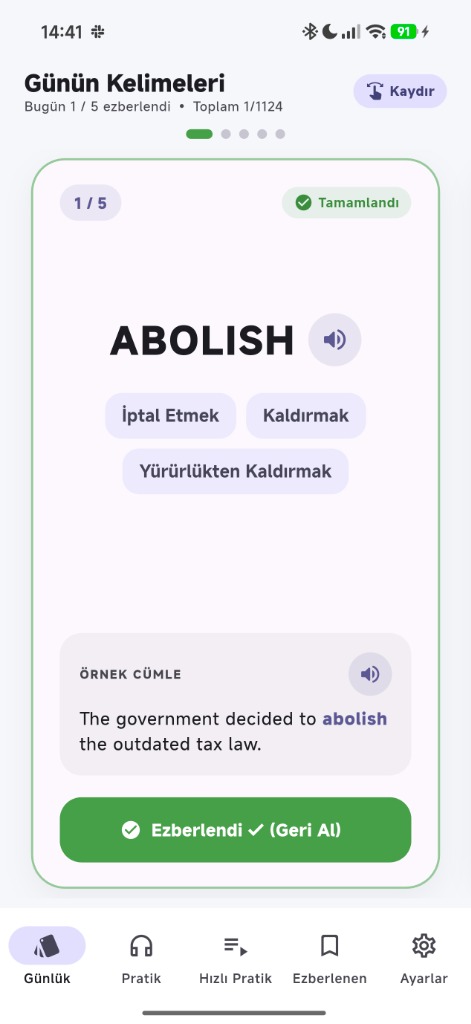 14:41
91
Günün Kelimeleri
Bugün 1 / 5 ezberlendi • Toplam 1/1124
Kaydır
1 / 5
Tamamlandı
ABOLISH
İptal Etmek
Kaldırmak
Yürürlükten Kaldırmak
ÖRNEK CÜMLE
The government decided to abolish
the outdated tax law.
Ezberlendi ✓ (Geri Al)
Günlük
Pratik
Hızlı Pratik
Ezberlenen
Ayarlar